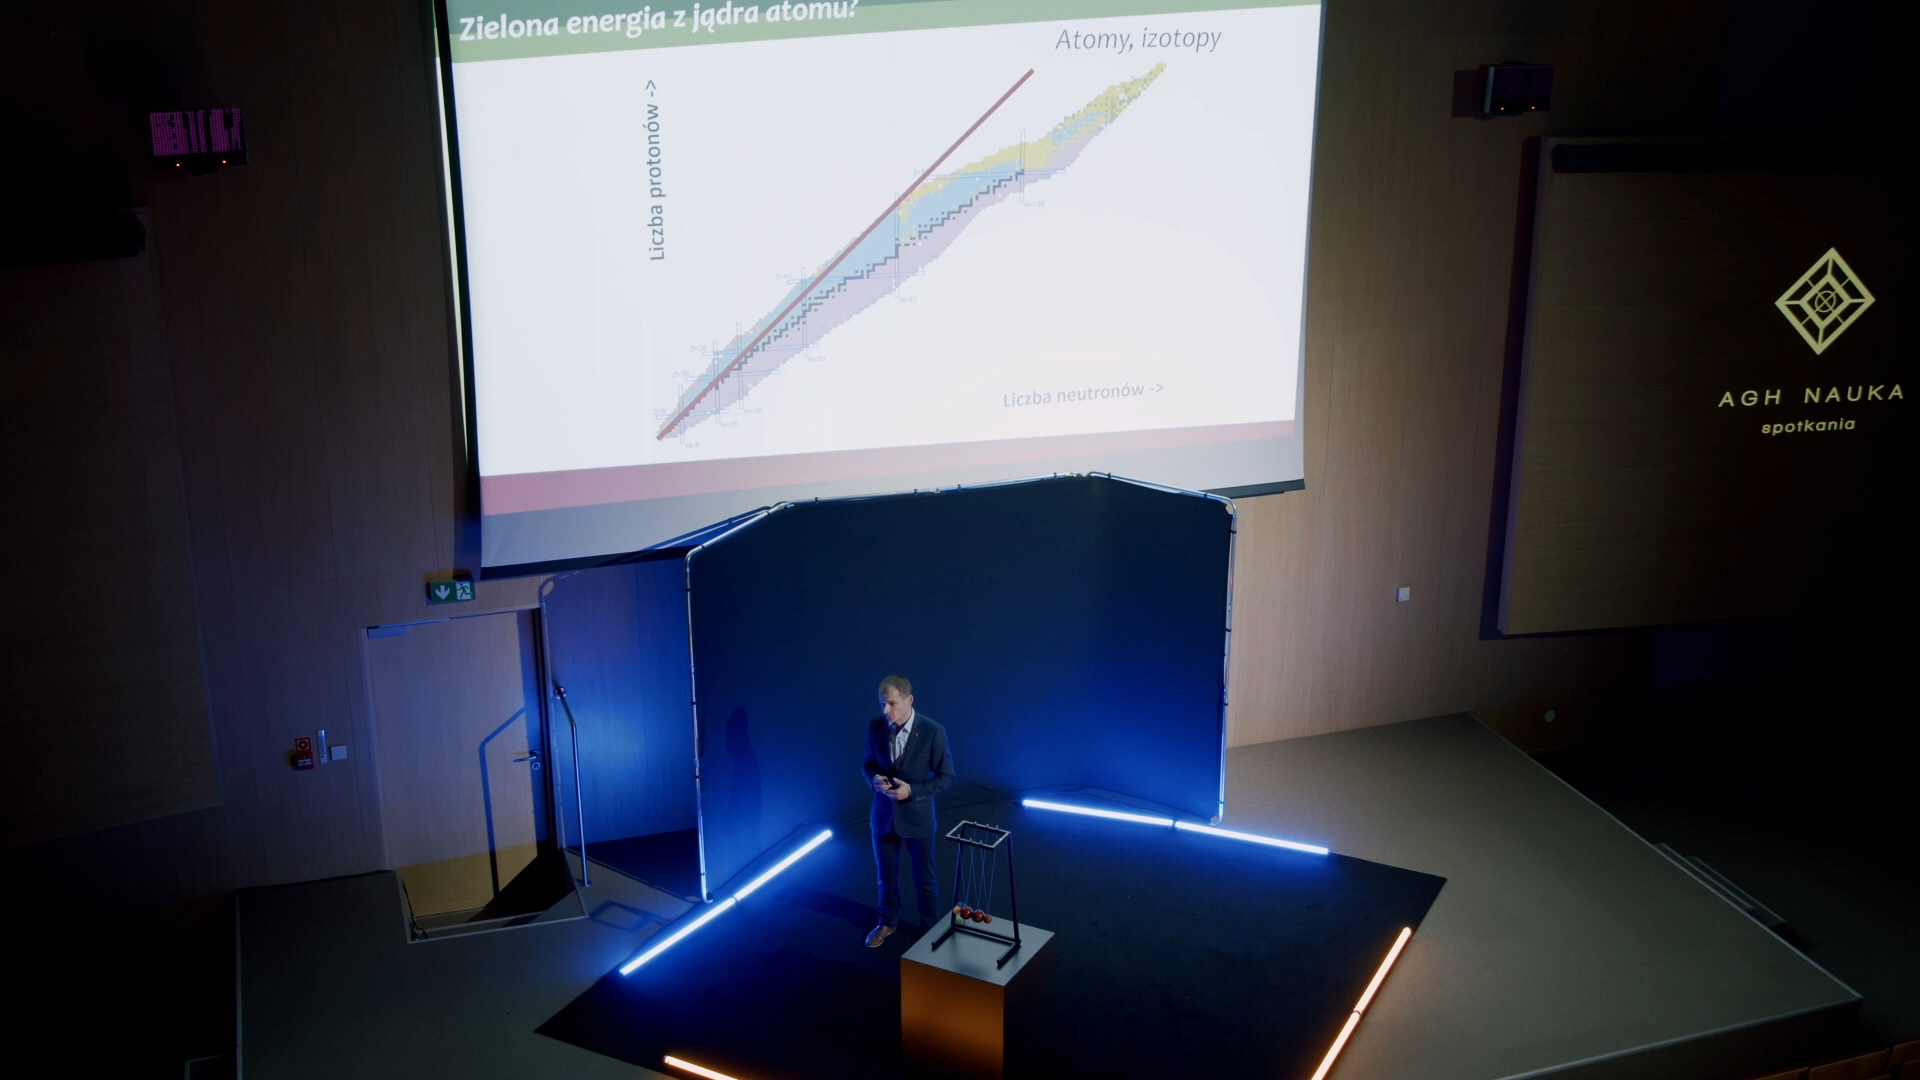 Zielona energia z jądra atomu?
Atomy, izotopy
Liczba protonów ->
Liczba neutronów ->
AGH NAUKA
spotkania